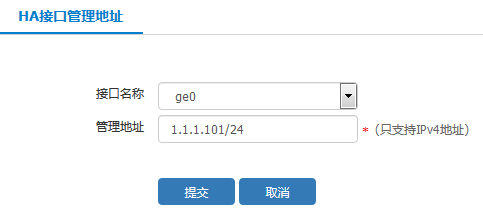 HA接口管理地址
接口名称 ge0
管理地址 1.1.1.101/24 * (只支持IPv4地址)
提交 取消